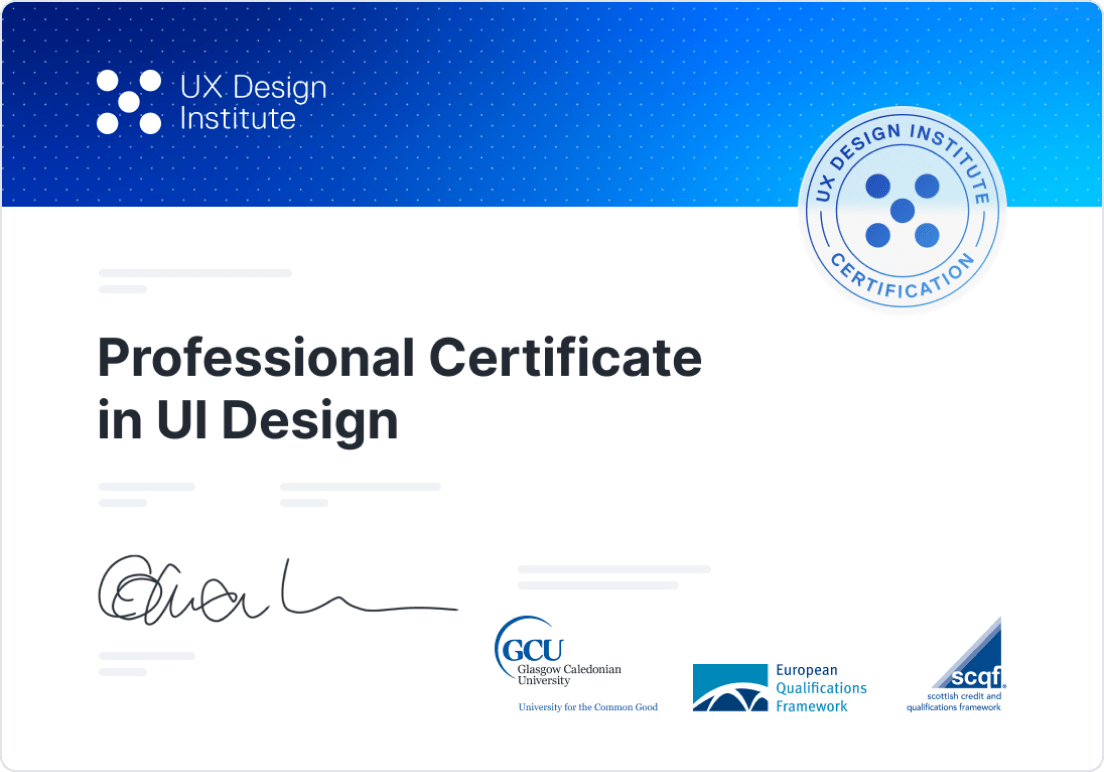 UX Design
Institute
UX DESIGN INSTITUTE
CERTIFICATION
Professional Certificate
in UI Design
GCU
Glasgow Caledonian
University
University for the Common Good
European
Qualifications
Framework
scqf
scottish credit and
qualifications framework